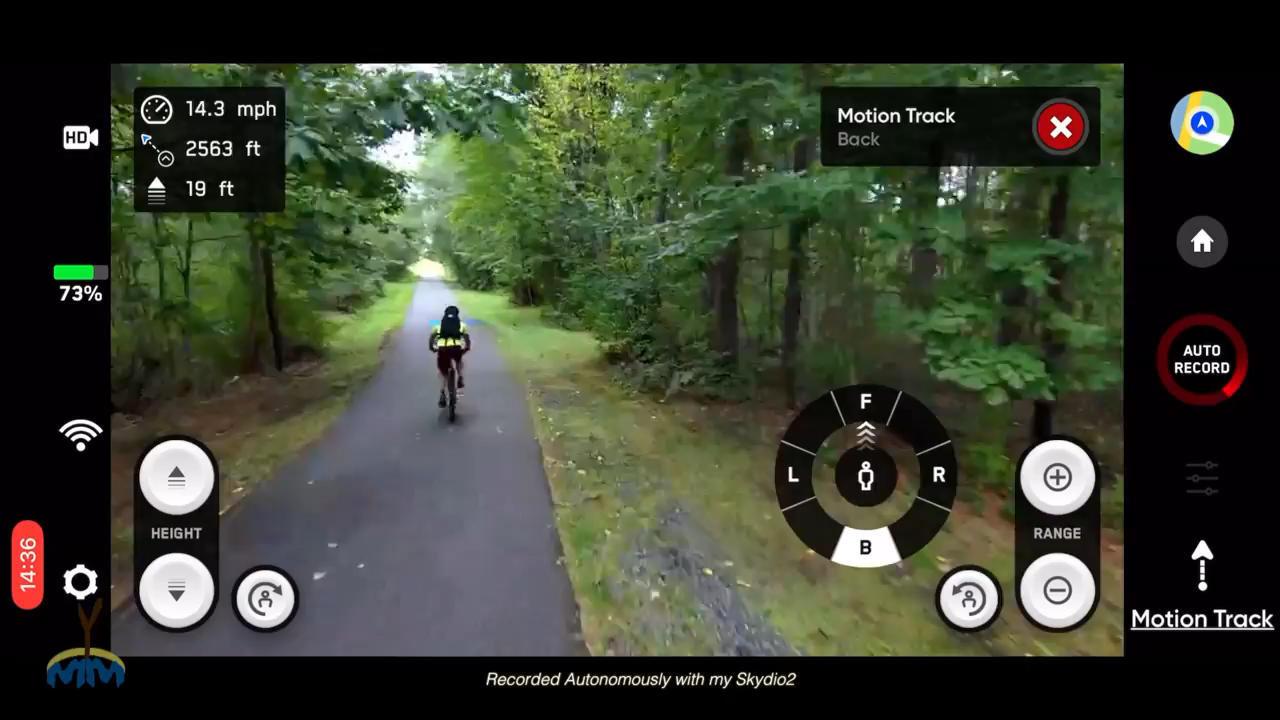 14.3 mph
2563 ft
19 ft
Motion Track
Back
HD
73%
AUTO
RECORD
F
L
R
B
HEIGHT
RANGE
14:36
Motion Track
MTM
Recorded Autonomously with my Skydio2